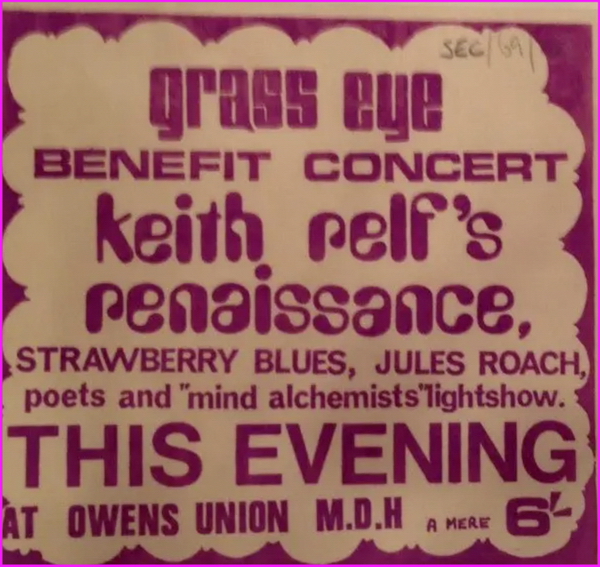 SEC/69/
grass eye
BENEFIT CONCERT
keith relf's
renaissance,
STRAWBERRY BLUES, JULES ROACH,
poets and "mind alchemists" lightshow.
THIS EVENING
AT OWENS UNION M.D.H A MERE 6/-